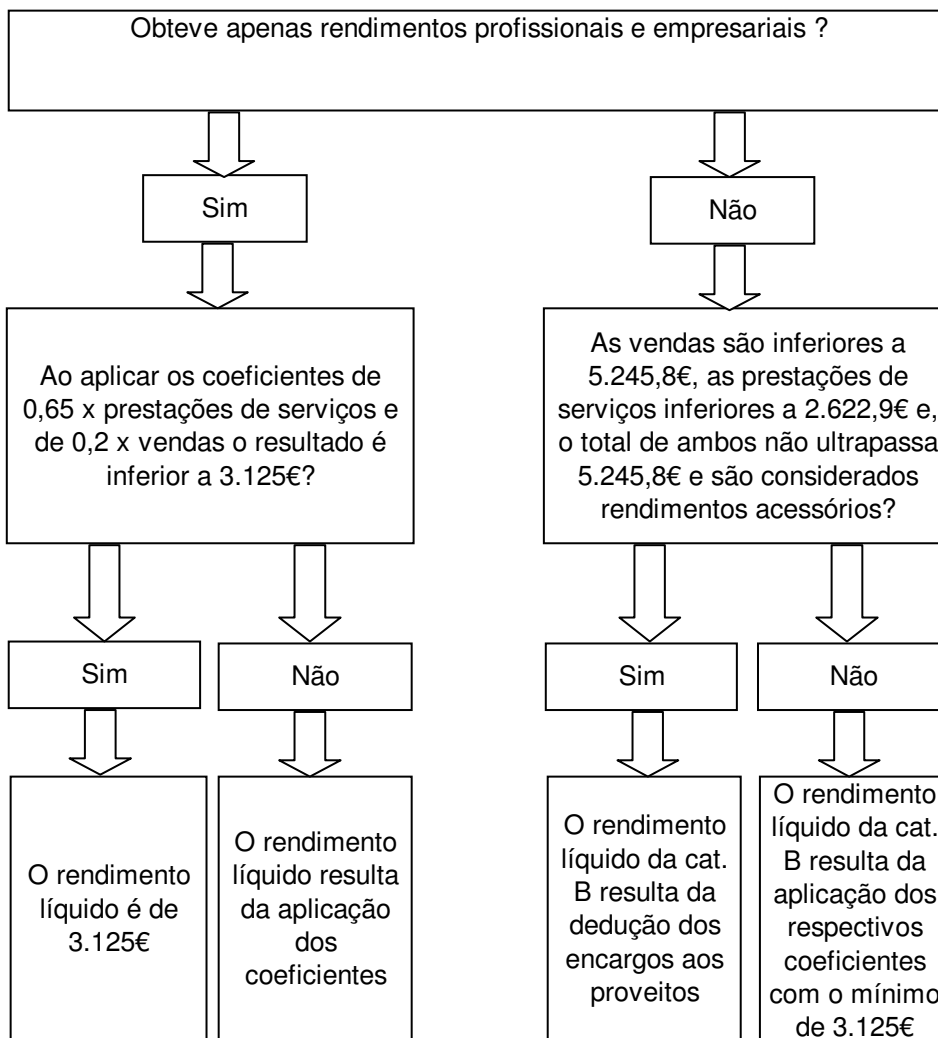 Obteve apenas rendimentos profissionais e empresariais ?
Sim
Não
Ao aplicar os coeficientes de
0,65 x prestações de serviços e
de 0,2 x vendas o resultado é
inferior a 3.125€?
As vendas são inferiores a
5.245,8€, as prestações de
serviços inferiores a 2.622,9€ e,
o total de ambos não ultrapassa
5.245,8€ e são considerados
rendimentos acessórios?
Sim
Não
Sim
Não
O rendimento
líquido é de
3.125€
O rendimento
líquido resulta
da aplicação
dos
coeficientes
O rendimento
líquido da cat.
B resulta da
dedução dos
encargos aos
proveitos
O rendimento
líquido da cat.
B resulta da
aplicação dos
respectivos
coeficientes
com o mínimo
de 3.125€